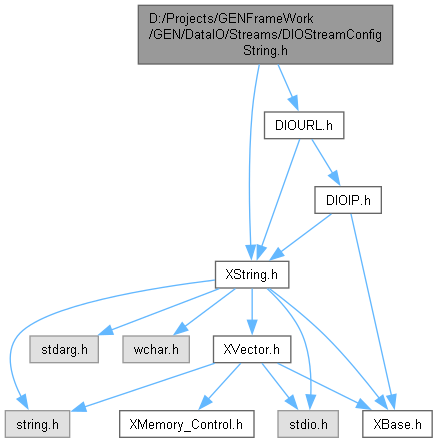 D:/Projects/GENFrameWork
/GEN/DataIO/Streams/DIOStreamConfig
String.h
DIOURL.h
DIOIP.h
XString.h
stdarg.h
wchar.h
XVector.h
string.h
XMemory_Control.h
stdio.h
XBase.h